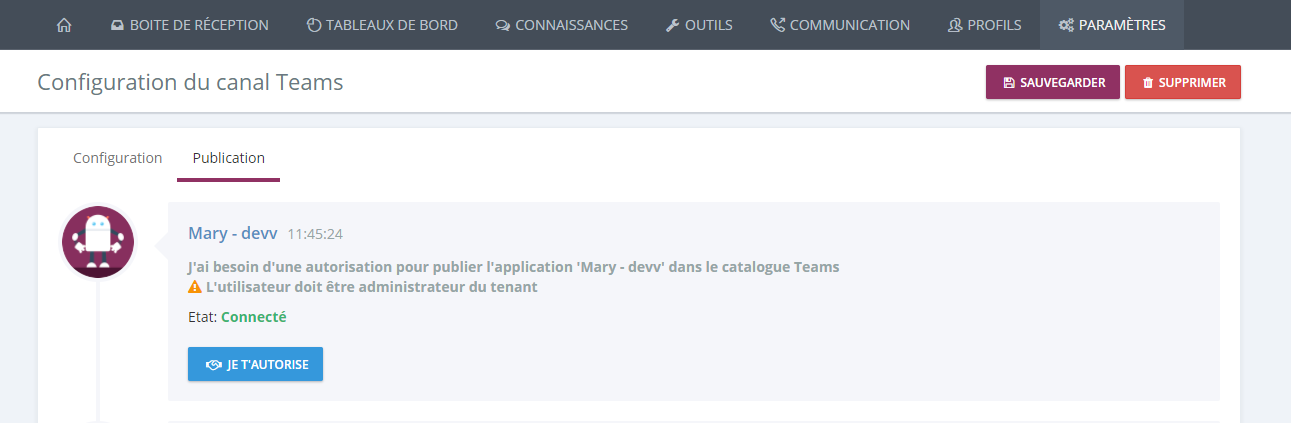 BOITE DE RÉCEPTION TABLEAUX DE BORD CONNAISSANCES OUTILS COMMUNICATION PROFILS PARAMÈTRES
Configuration du canal Teams SAUVEGARDER SUPPRIMER
Configuration Publication
Mary - devv 11:45:24
J'ai besoin d'une autorisation pour publier l'application 'Mary - devv' dans le catalogue Teams
L'utilisateur doit être administrateur du tenant
Etat: Connecté
JE T'AUTORISE